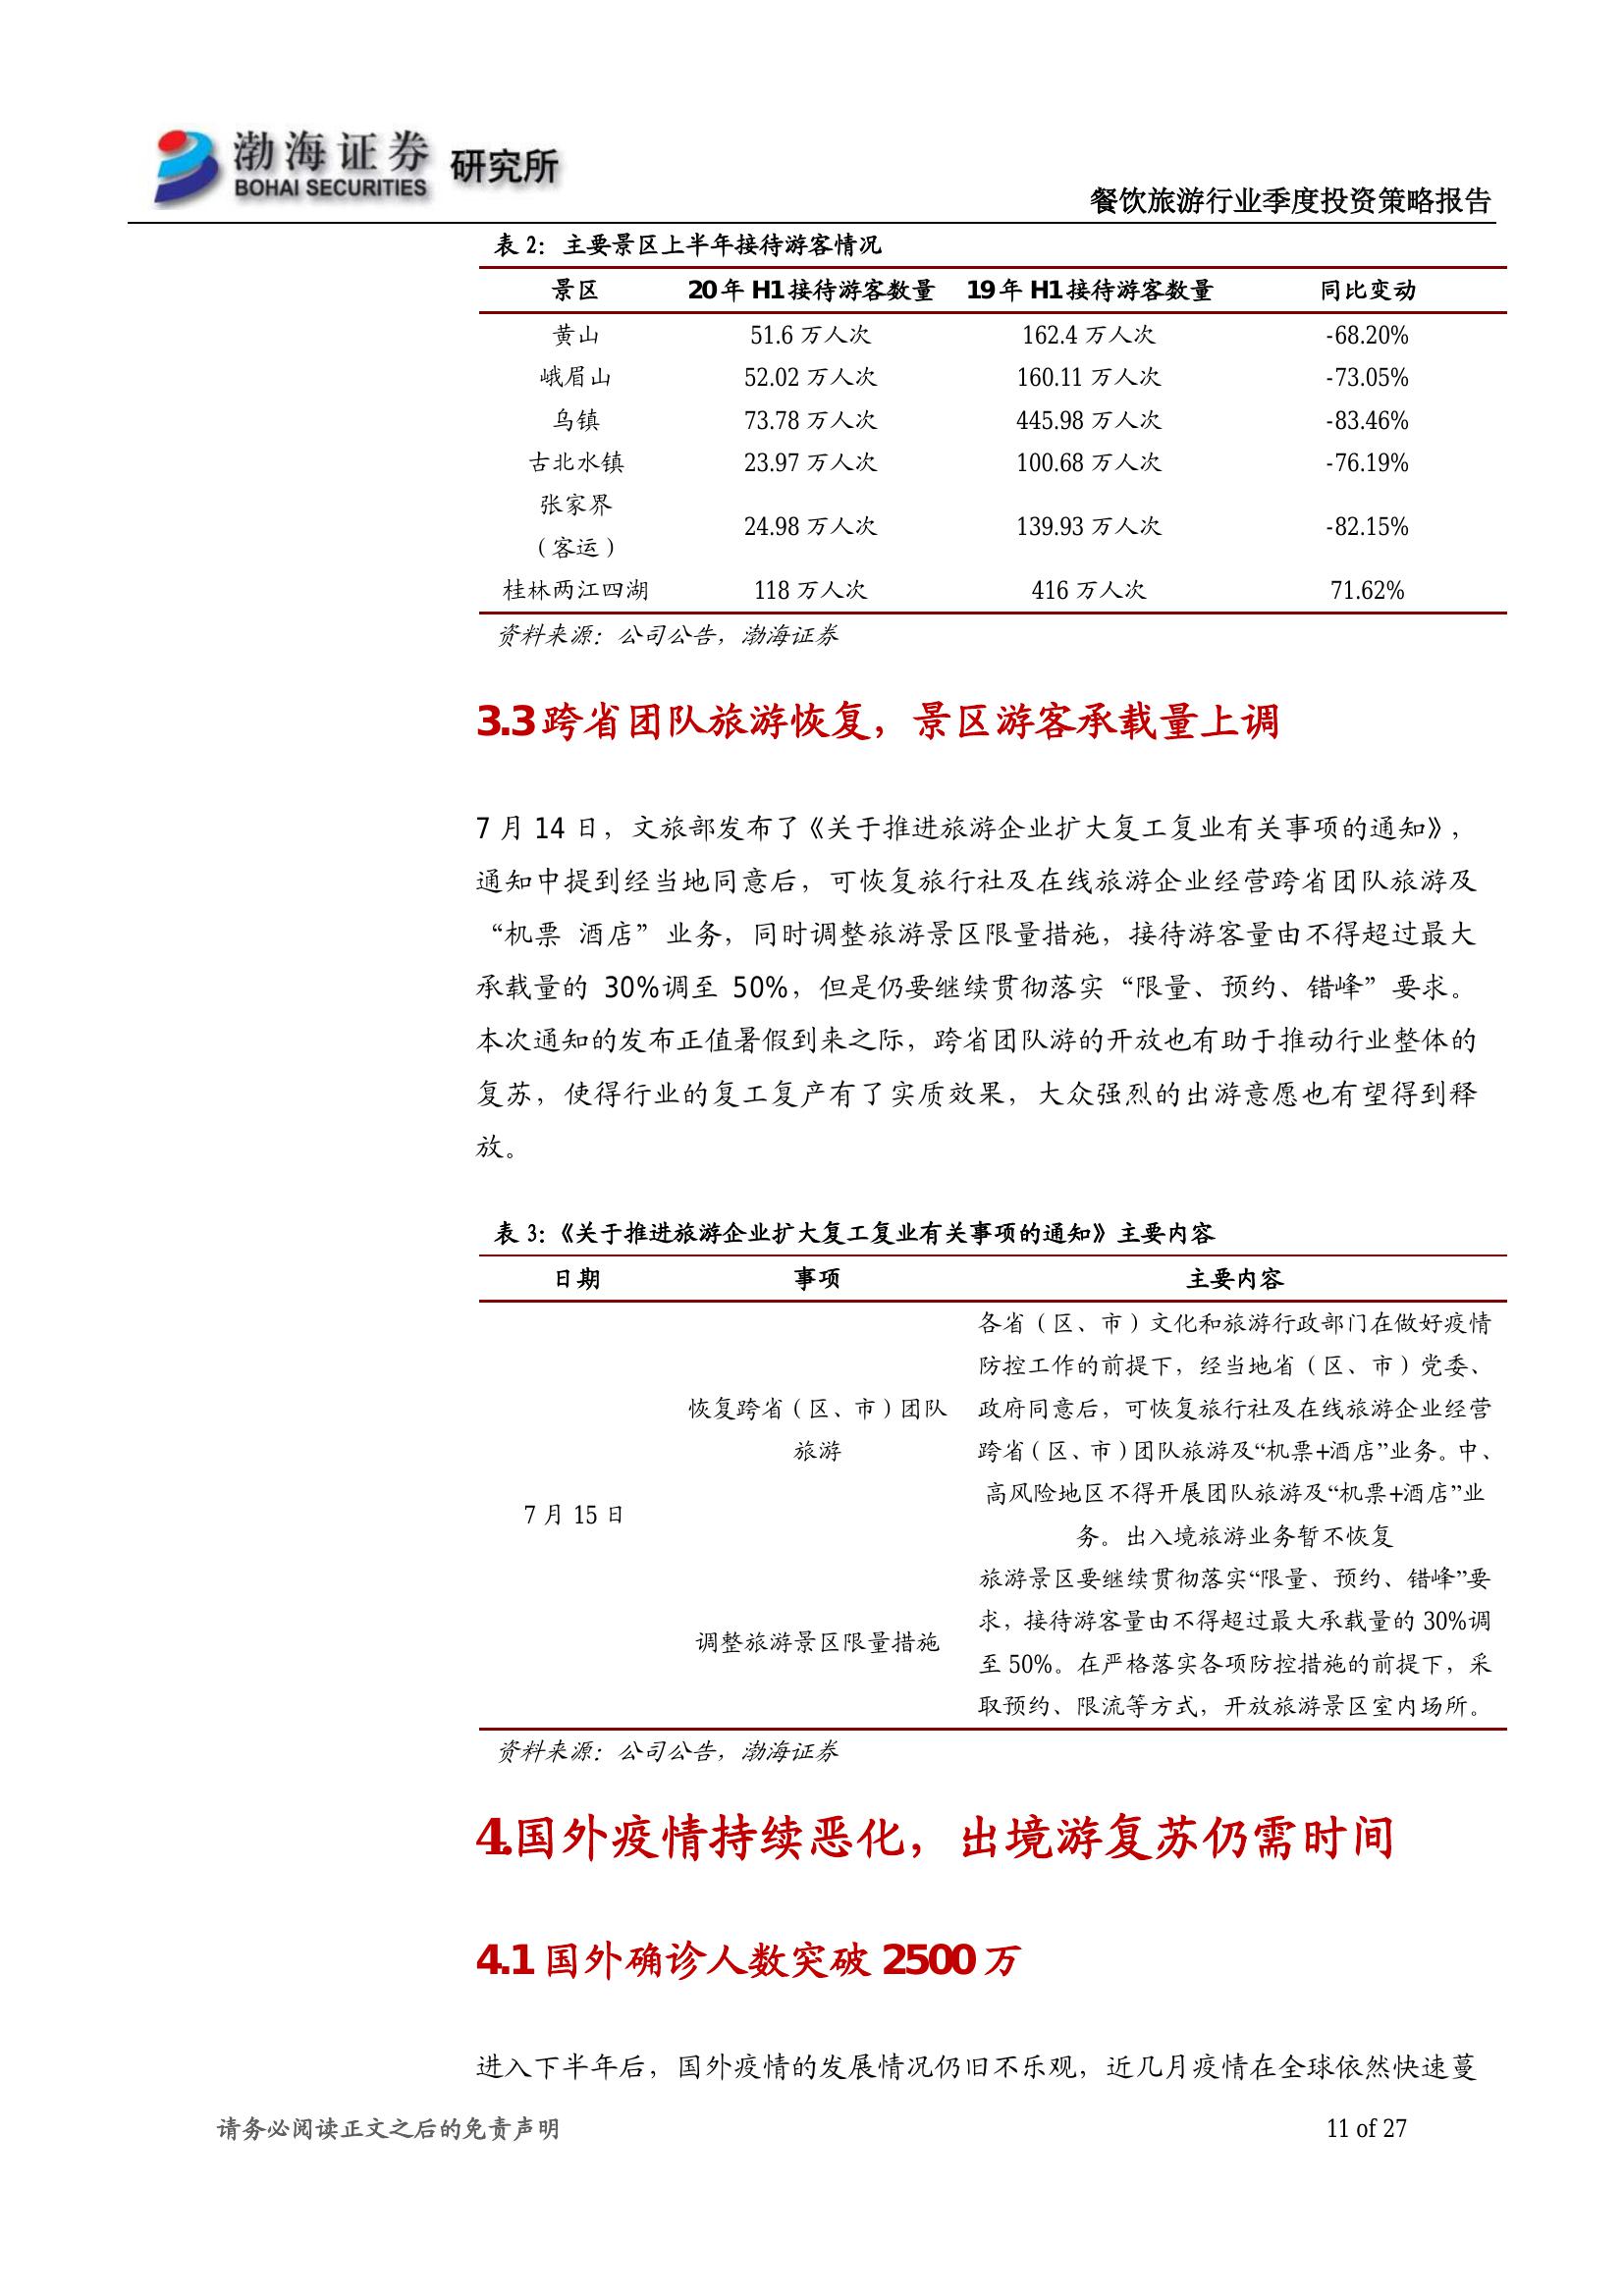 渤海证券 研究所
BOHAI SECURITIES
餐饮旅游行业季度投资策略报告
表 2：主要景区上半年接待游客情况
景区 20 年 H1 接待游客数量 19 年 H1 接待游客数量 同比变动
黄山 51.6 万人次 162.4 万人次 -68.20%
峨眉山 52.02 万人次 160.11 万人次 -73.05%
乌镇 73.78 万人次 445.98 万人次 -83.46%
古北水镇 23.97 万人次 100.68 万人次 -76.19%
张家界
（客运） 24.98 万人次 139.93 万人次 -82.15%
桂林两江四湖 118 万人次 416 万人次 71.62%
资料来源：公司公告，渤海证券
3.3 跨省团队旅游恢复，景区游客承载量上调
7 月 14 日，文旅部发布了《关于推进旅游企业扩大复工复业有关事项的通知》，
通知中提到经当地同意后，可恢复旅行社及在线旅游企业经营跨省团队旅游及
“机票 酒店”业务，同时调整旅游景区限量措施，接待游客量由不得超过最大
承载量的 30%调至 50%，但是仍要继续贯彻落实“限量、预约、错峰”要求。
本次通知的发布正值暑假到来之际，跨省团队游的开放也有助于推动行业整体的
复苏，使得行业的复工复产有了实质效果，大众强烈的出游意愿也有望得到释
放。
表 3：《关于推进旅游企业扩大复工复业有关事项的通知》主要内容
日期 事项 主要内容
7 月 15 日
恢复跨省（区、市）团队
旅游
各省（区、市）文化和旅游行政部门在做好疫情
防控工作的前提下，经当地省（区、市）党委、
政府同意后，可恢复旅行社及在线旅游企业经营
跨省（区、市）团队旅游及“机票+酒店”业务。中、
高风险地区不得开展团队旅游及“机票+酒店”业
务。出入境旅游业务暂不恢复
调整旅游景区限量措施
旅游景区要继续贯彻落实“限量、预约、错峰”要
求，接待游客量由不得超过最大承载量的 30%调
至 50%。在严格落实各项防控措施的前提下，采
取预约、限流等方式，开放旅游景区室内场所。
资料来源：公司公告，渤海证券
4.国外疫情持续恶化，出境游复苏仍需时间
4.1 国外确诊人数突破 2500 万
进入下半年后，国外疫情的发展情况仍旧不乐观，近几月疫情在全球依然快速蔓
请务必阅读正文之后的免责声明 11 of 27